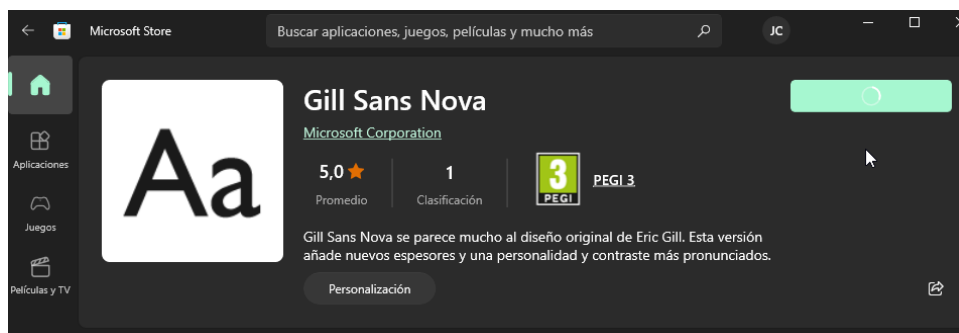 Microsoft Store
Buscar aplicaciones, juegos, películas y mucho más
JC
Aplicaciones
Juegos
Películas y TV
Aa
Gill Sans Nova
Microsoft Corporation
5,0
Promedio
1
Clasificación
3
PEGI
PEGI 3
Gill Sans Nova se parece mucho al diseño original de Eric Gill. Esta versión
añade nuevos espesores y una personalidad y contraste más pronunciados.
Personalización